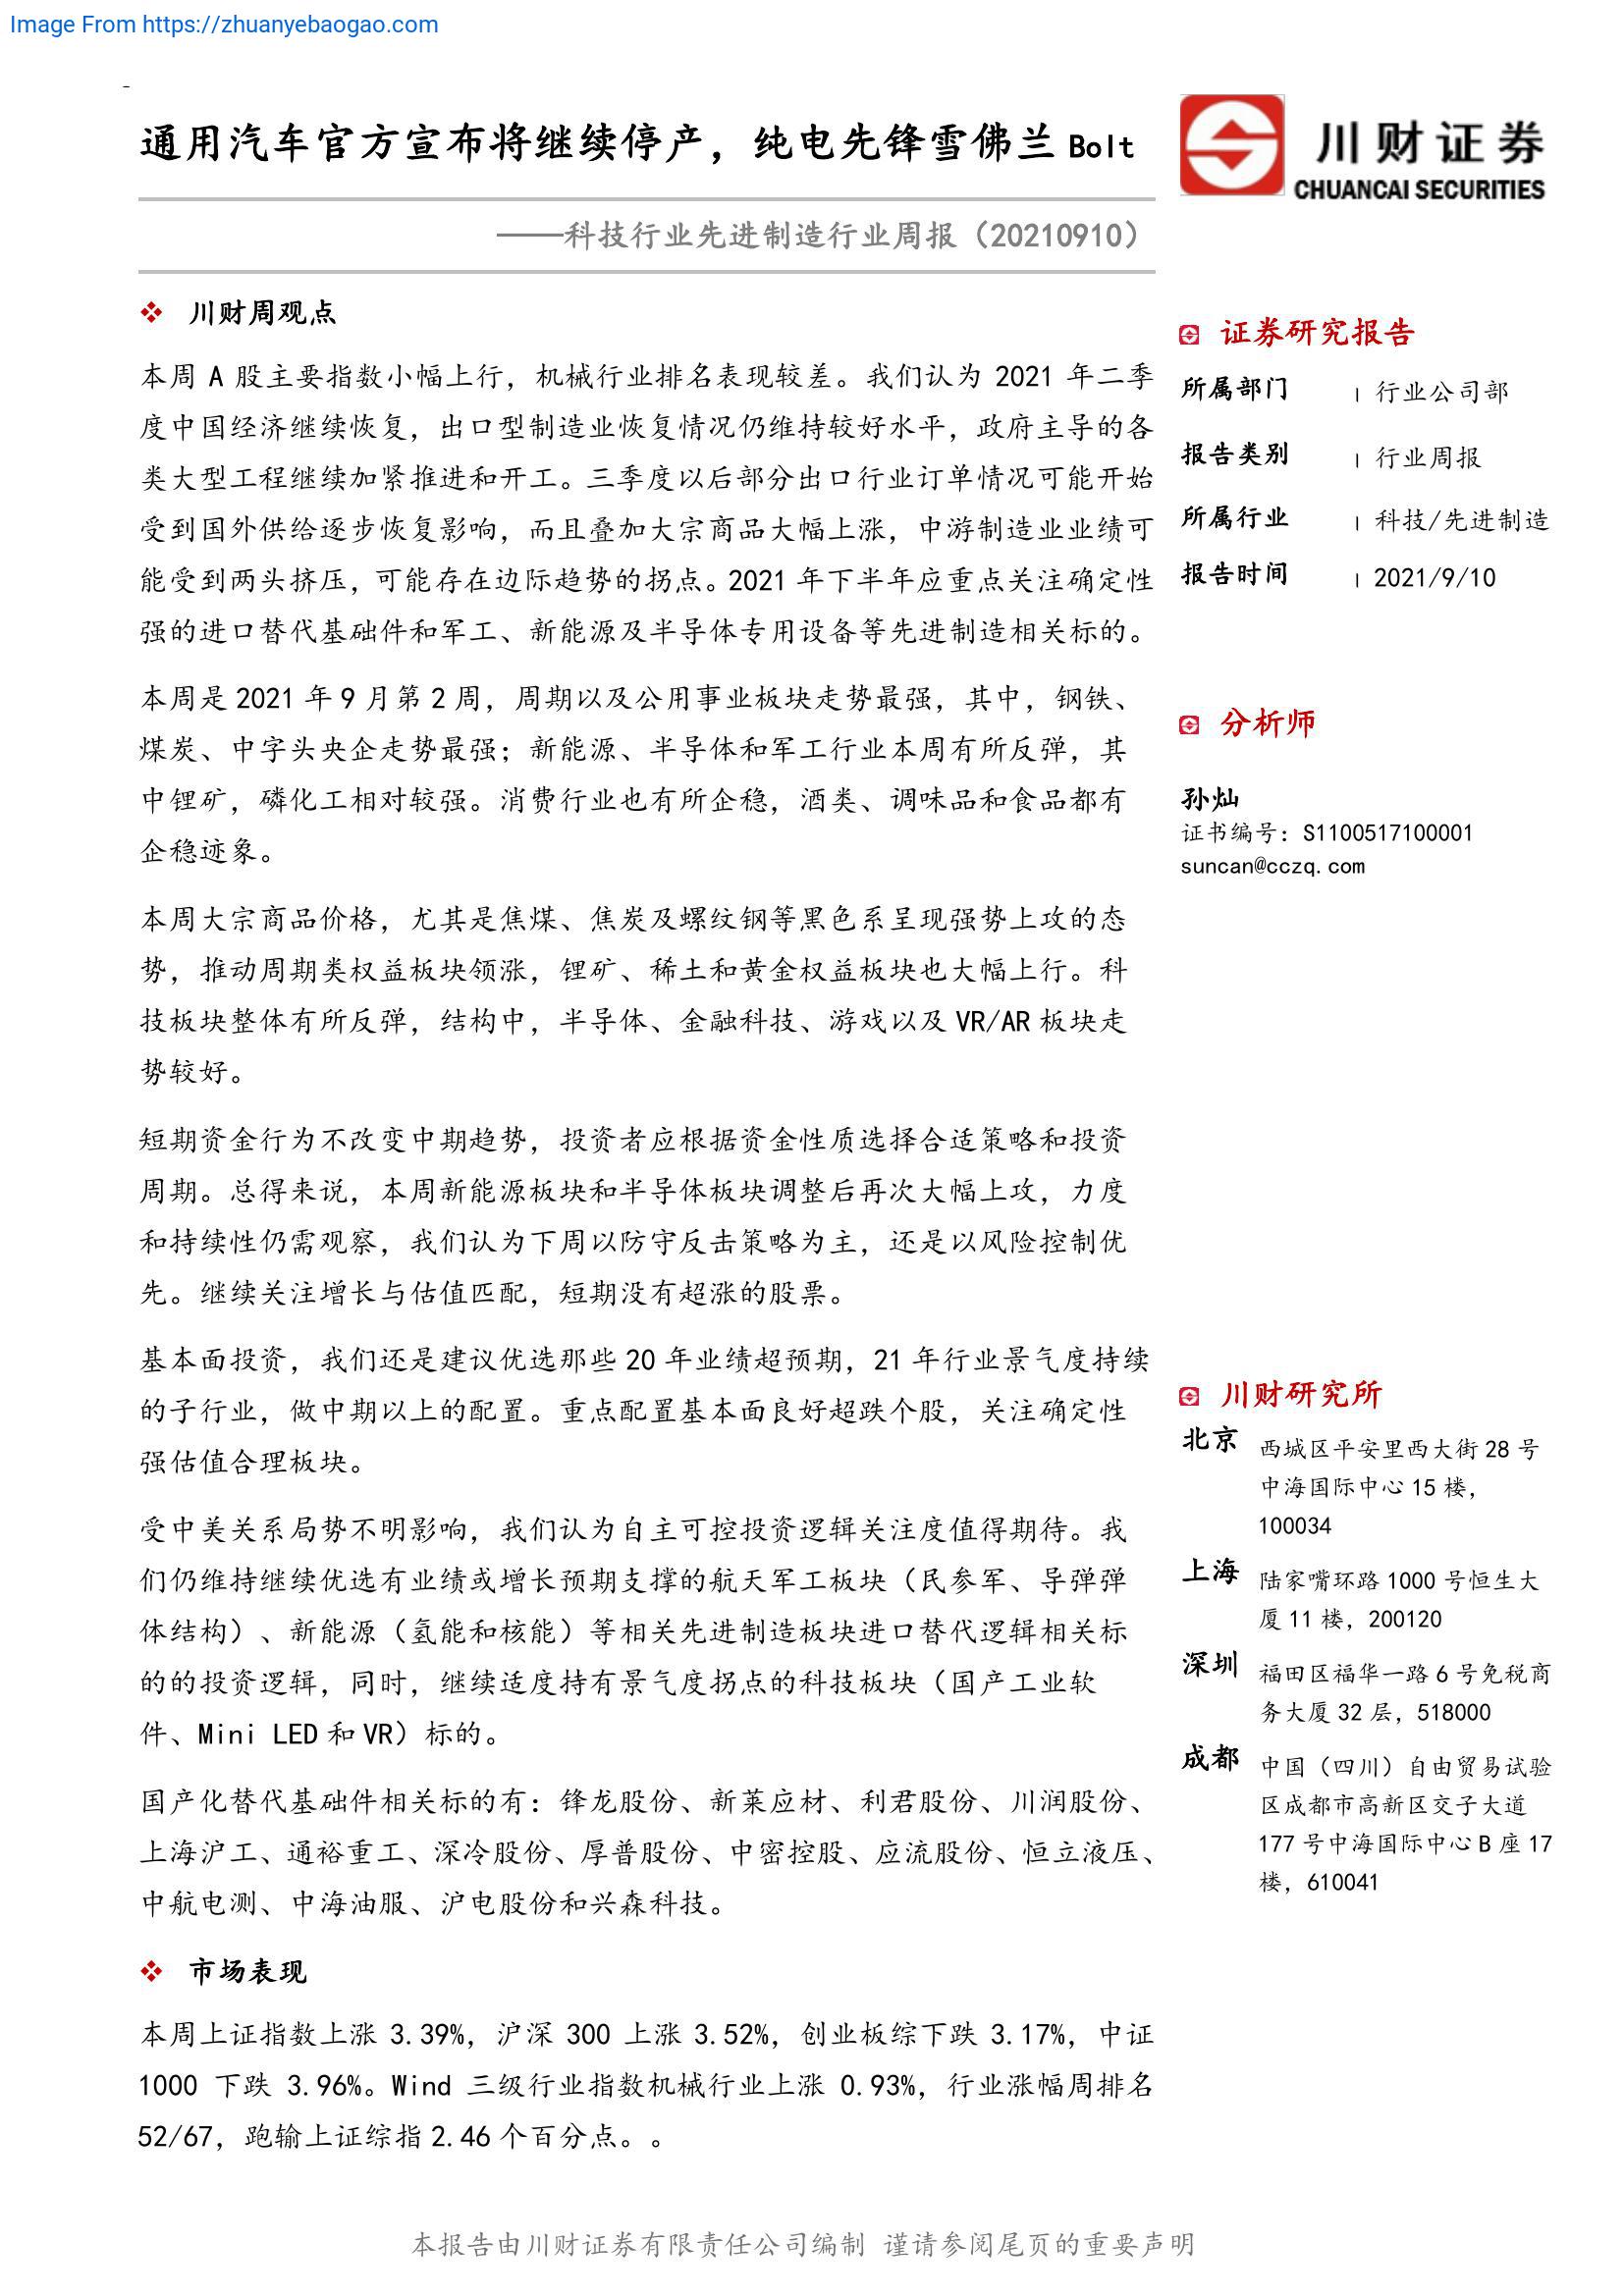 Image From https://zhuanyebaogao.com
-
通用汽车官方宣布将继续停产，纯电先锋雪佛兰 Bolt
——科技行业先进制造行业周报（20210910）
川财证券
CHUANCAI SECURITIES
川财周观点
本周 A 股主要指数小幅上行，机械行业排名表现较差。我们认为 2021 年二季
度中国经济继续恢复，出口型制造业恢复情况仍维持较好水平，政府主导的各
类大型工程继续加紧推进和开工。三季度以后部分出口行业订单情况可能开始
受到国外供给逐步恢复影响，而且叠加大宗商品大幅上涨，中游制造业业绩可
能受到两头挤压，可能存在边际趋势的拐点。2021 年下半年应重点关注确定性
强的进口替代基础件和军工、新能源及半导体专用设备等先进制造相关标的。
本周是 2021 年 9 月第 2 周，周期以及公用事业板块走势最强，其中，钢铁、
煤炭、中字头央企走势最强；新能源、半导体和军工行业本周有所反弹，其
中锂矿，磷化工相对较强。消费行业也有所企稳，酒类、调味品和食品都有
企稳迹象。
本周大宗商品价格，尤其是焦煤、焦炭及螺纹钢等黑色系呈现强势上攻的态
势，推动周期类权益板块领涨，锂矿、稀土和黄金权益板块也大幅上行。科
技板块整体有所反弹，结构中，半导体、金融科技、游戏以及 VR/AR 板块走
势较好。
短期资金行为不改变中期趋势，投资者应根据资金性质选择合适策略和投资
周期。总得来说，本周新能源板块和半导体板块调整后再次大幅上攻，力度
和持续性仍需观察，我们认为下周以防守反击策略为主，还是以风险控制优
先。继续关注增长与估值匹配，短期没有超涨的股票。
基本面投资，我们还是建议优选那些 20 年业绩超预期，21 年行业景气度持续
的子行业，做中期以上的配置。重点配置基本面良好超跌个股，关注确定性
强估值合理板块。
受中美关系局势不明影响，我们认为自主可控投资逻辑关注度值得期待。我
们仍维持继续优选有业绩或增长预期支撑的航天军工板块（民参军、导弹弹
体结构）、新能源（氢能和核能）等相关先进制造板块进口替代逻辑相关标
的的投资逻辑，同时，继续适度持有景气度拐点的科技板块（国产工业软
件、Mini LED 和 VR）标的。
国产化替代基础件相关标的有：锋龙股份、新莱应材、利君股份、川润股份、
上海沪工、通裕重工、深冷股份、厚普股份、中密控股、应流股份、恒立液压、
中航电测、中海油服、沪电股份和兴森科技。
市场表现
本周上证指数上涨 3.39%，沪深 300 上涨 3.52%，创业板综下跌 3.17%，中证
1000 下跌 3.96%。Wind 三级行业指数机械行业上涨 0.93%，行业涨幅周排名
52/67，跑输上证综指 2.46 个百分点。。
证券研究报告
所属部门 | 行业公司部
报告类别 | 行业周报
所属行业 | 科技/先进制造
报告时间 | 2021/9/10
分析师
孙灿
证书编号：S1100517100001
suncan@cczq.com
川财研究所
北京 西城区平安里西大街 28 号
中海国际中心 15 楼，
100034
上海 陆家嘴环路 1000 号恒生大
厦 11 楼，200120
深圳 福田区福华一路 6 号免税商
务大厦 32 层，518000
成都 中国（四川）自由贸易试验
区成都市高新区交子大道
177 号中海国际中心 B 座 17
楼，610041
本报告由川财证券有限责任公司编制 谨请参阅尾页的重要声明